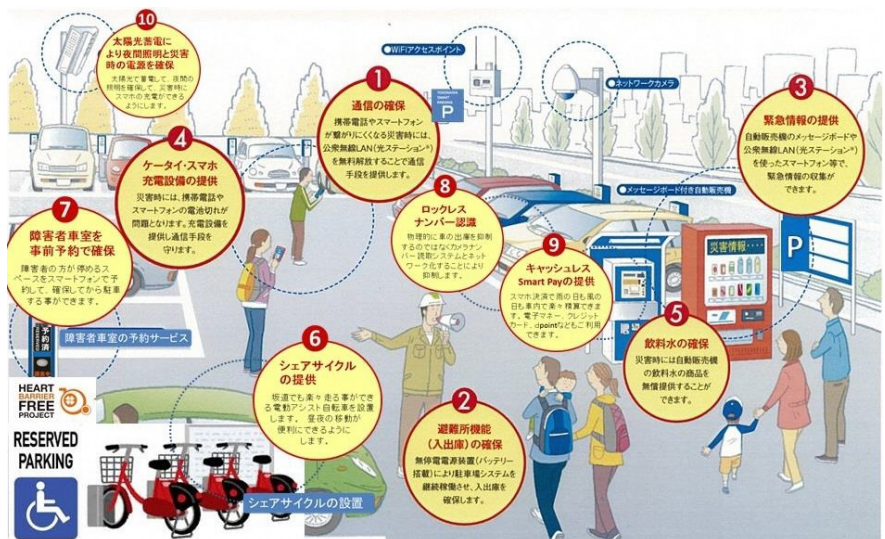 10
太陽光蓄電に
より夜間照明と災害
時の電源を確保
太陽光で蓄電して、夜間の
照明を確保して、災害時に
スマホの充電ができる
ようにします。
●WiFiアクセスポイント
●ネットワークカメラ
1
通信の確保
携帯電話やスマートフォン
が繋がりにくくなる災害時には、
公衆無線LAN(光ステーション®)
を無料解放することで通信
手段を提供します。
YOKOHAMA
SMART
PARKING
P
3
緊急情報の提供
自動販売機のメッセージボードや
公衆無線LAN(光ステーション®)
を使ったスマートフォン等で、
緊急情報の収集が
できます。
4
ケータイ・スマホ
充電設備の提供
災害時には、携帯電話や
スマートフォンの電池切れが
問題となります。充電設備を
提供し通信手段を
守ります。
8
ロックレス
ナンバー認識
物理的に車の出庫を抑制
するのではなくカメラナン
バー読取システムとネット
ワーク化することにより
抑制します。
●メッセージボード付き自動販売機
7
障害者車室を
事前予約で確保
障害者の方が停めるス
ペースをスマートフォンで予
約して、確保してから駐車
する事ができます。
9
キャッシュレス
Smart Payの提供
スマホ決済で雨の日も風の
日も車内で楽々精算できま
す。電子マネー、クレジット
カード、dpointなどもご利用
できます。
災害情報・・・・
P
5
飲料水の確保
災害時には自動販売機
の飲料水の商品を
無償提供することが
できます。
予約済
RESERVED
障害者車室の予約サービス
6
シェアサイクル
の提供
坂道でも楽々走る事ができ
る電動アシスト自転車を設置
します。 昼夜の移動が
便利にできるように
します。
HEART
BARRIER
FREE
PROJECT
2
避難所機能
(入出庫)の確保
無停電電源装置(バッテリー
搭載)により駐車場システムを
継続稼働させ、入出庫を
確保します。
RESERVED
PARKING
シェアサイクルの設置